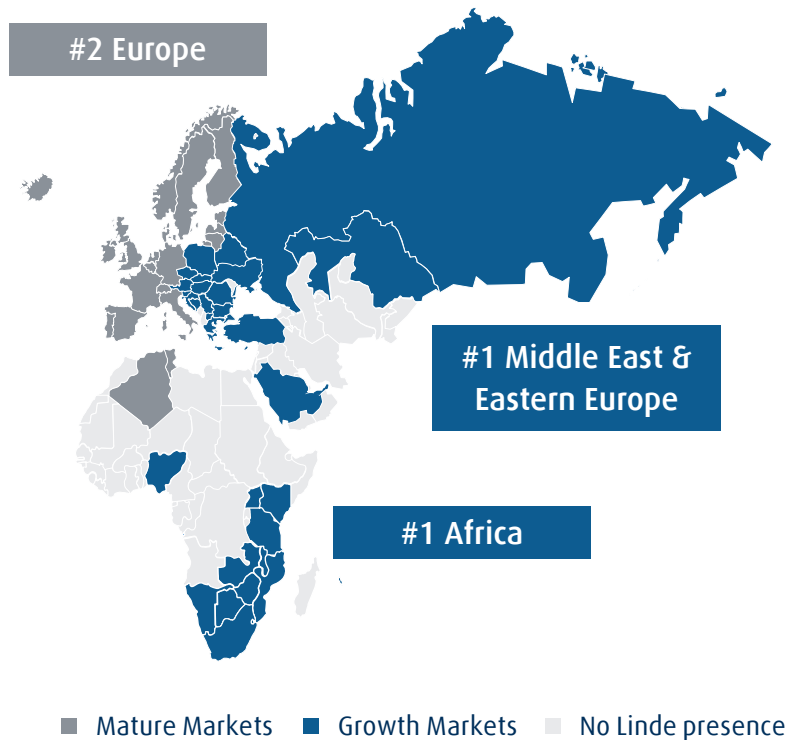 #2 Europe
#1 Middle East &
Eastern Europe
#1 Africa
Mature Markets
Growth Markets
No Linde presence